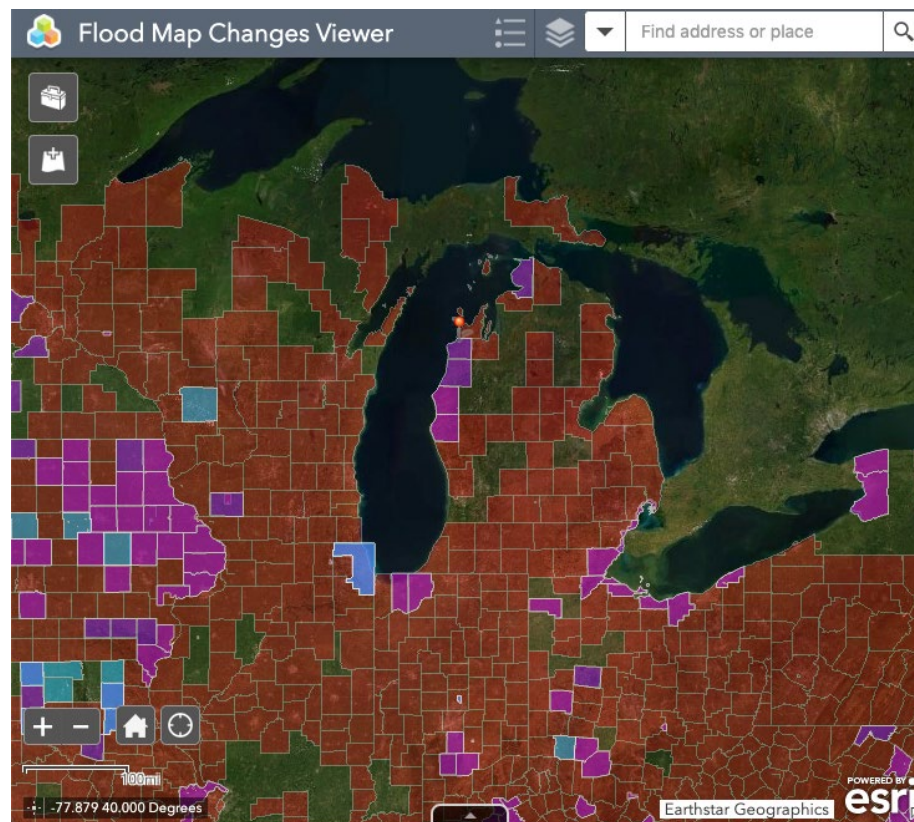 Flood Map Changes Viewer
Find address or place
100mi
-77.879 40.000 Degrees
Earthstar Geographics
POWERED BY
esri